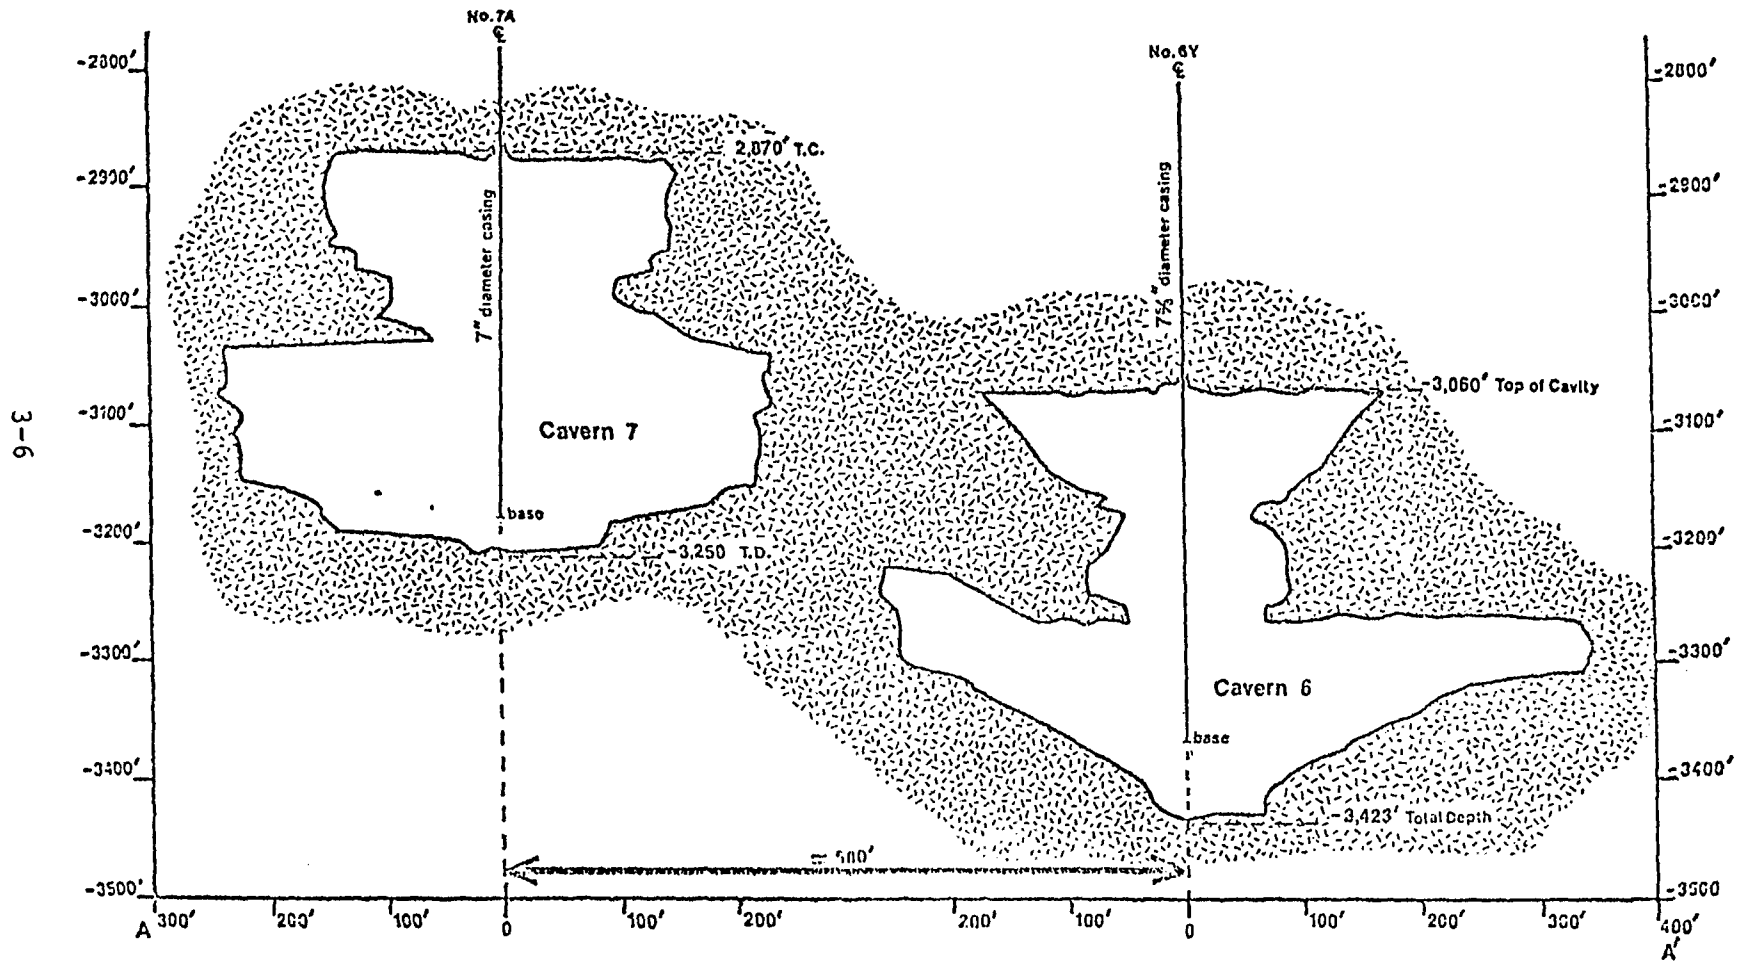 No.7A
℄
No.6Y
℄
-2800'
-2900'
-3000'
-3100'
-3200'
-3300'
-3400'
-3500'
2,870' T.C.
7" diameter casing
Cavern 7
base
-3,250 T.D.
7⅝" diameter casing
-3,060' Top of Cavity
Cavern 6
base
-3,423' Total Depth
-2800'
-2900'
-3000'
-3100'
-3200'
-3300'
-3400'
-3500
300' 200' 100' 0 100' 200' 200' 100' 0 100' 200' 300' 400'
A A'
3-6